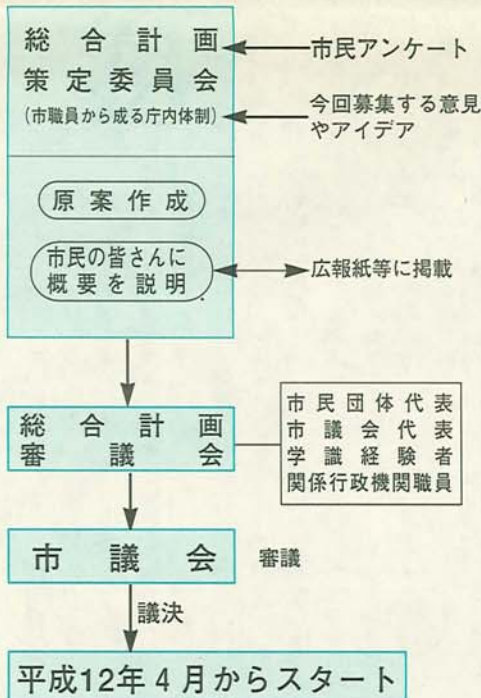 総合計画
策定委員会
(市職員から成る庁内体制)
市民アンケート
今回募集する意見
やアイデア
原案作成
市民の皆さんに
概要を説明
広報紙等に掲載
総合計画
審議会
市民団体代表
市議会代表
学識経験者
関係行政機関職員
市議会
審議
議決
平成12年4月からスタート